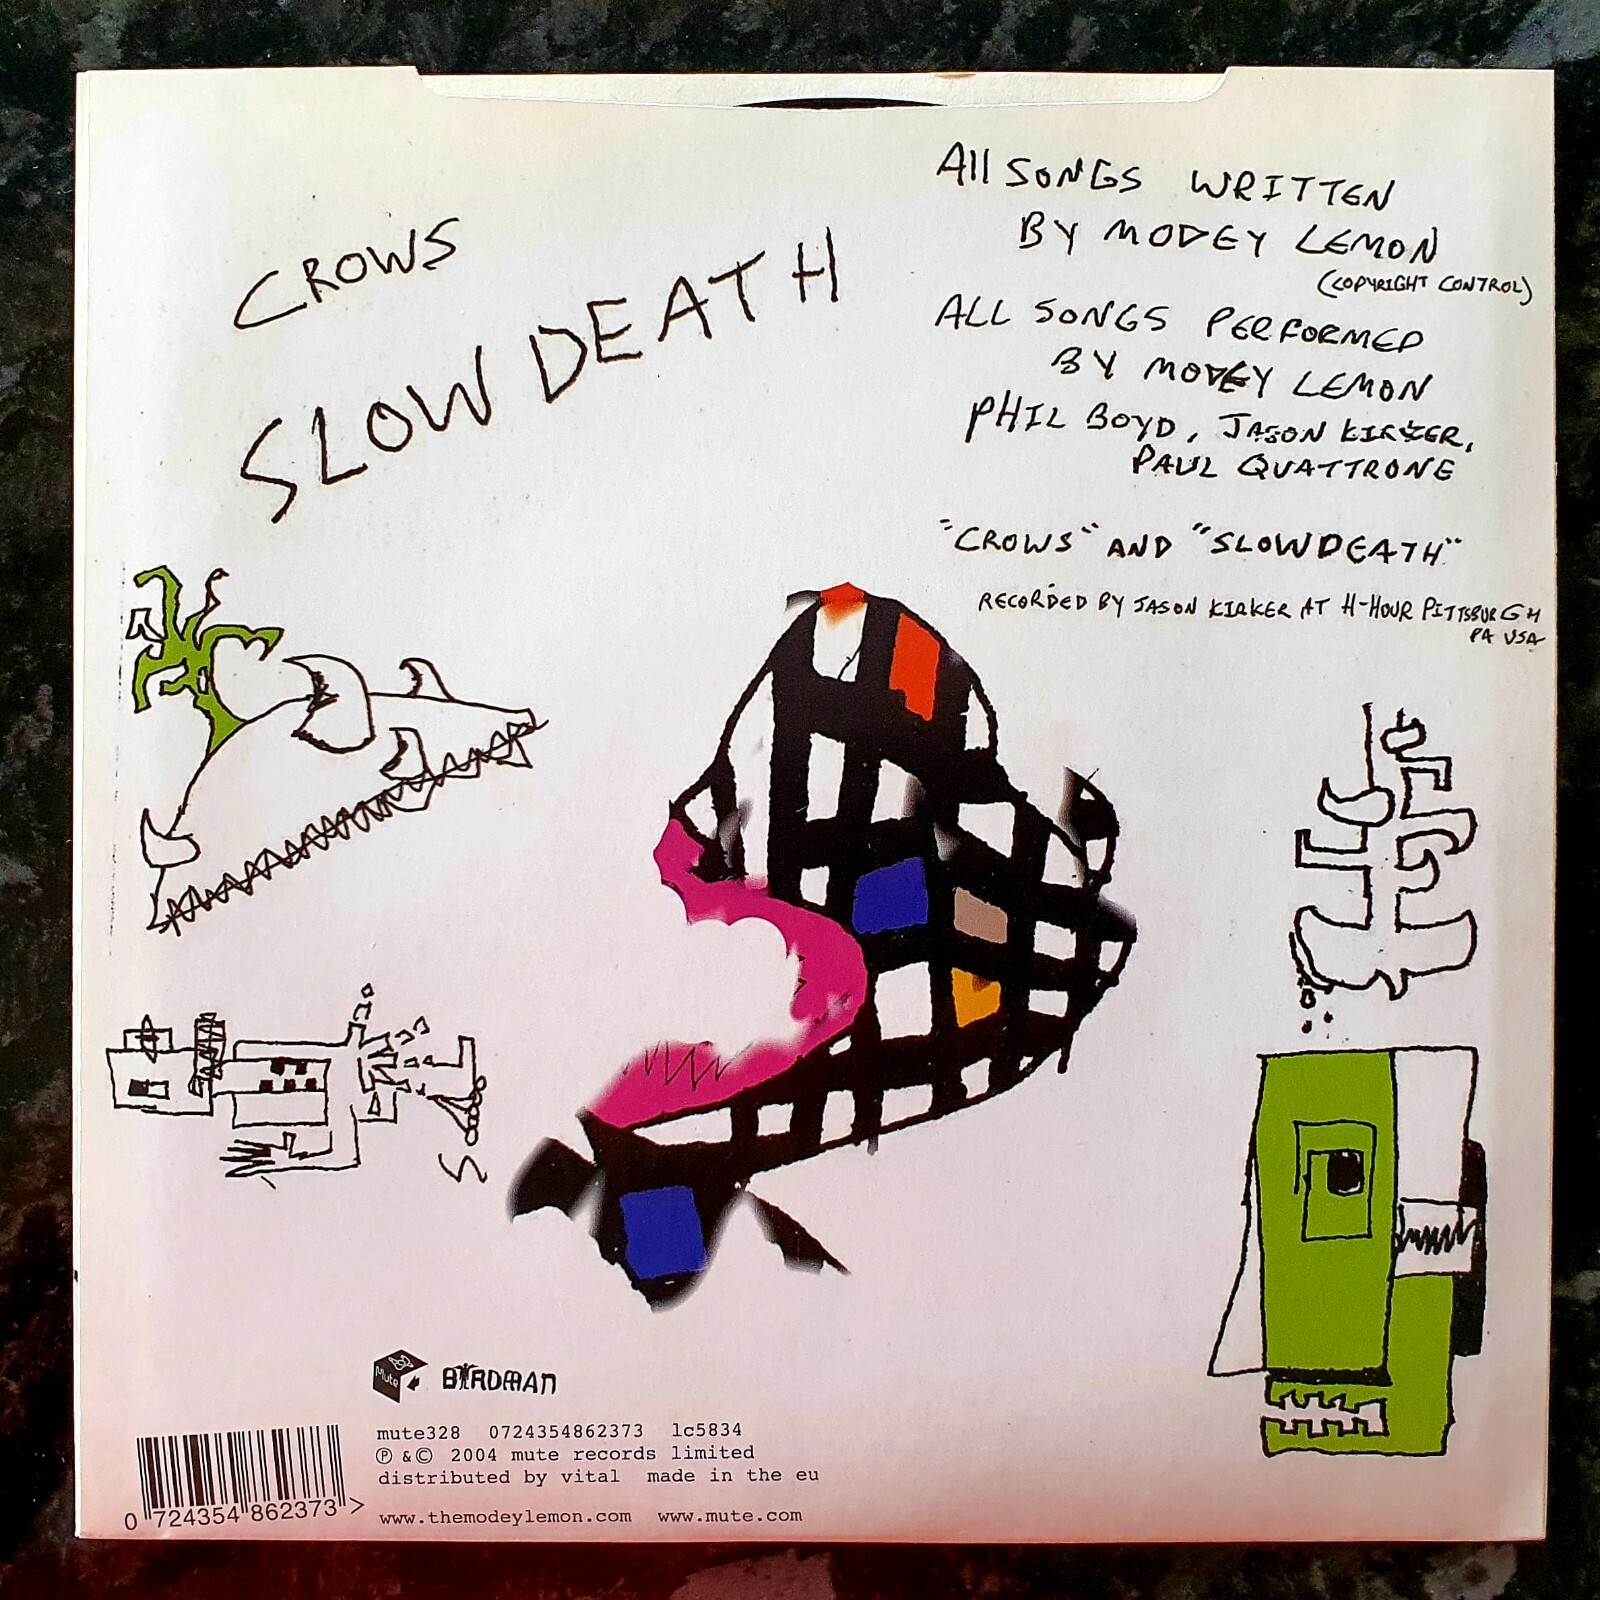 CROWS
SLOW DEATH
All SONGS WRITTEN
BY MODEY LEMON
(COPYRIGHT CONTROL)
ALL SONGS PERFORMED
BY MODEY LEMON
PHIL BOYD, JASON KIRKER,
PAUL QUATTRONE
"CROWS" AND "SLOWDEATH"
RECORDED BY JASON KIRKER AT H-HOUR PITTSBURGH
PA USA
Mute BIRDMAN
mute328 0724354862373 lc5834
℗ & © 2004 mute records limited
distributed by vital made in the eu
www.themodeylemon.com www.mute.com
0 724354 862373 >